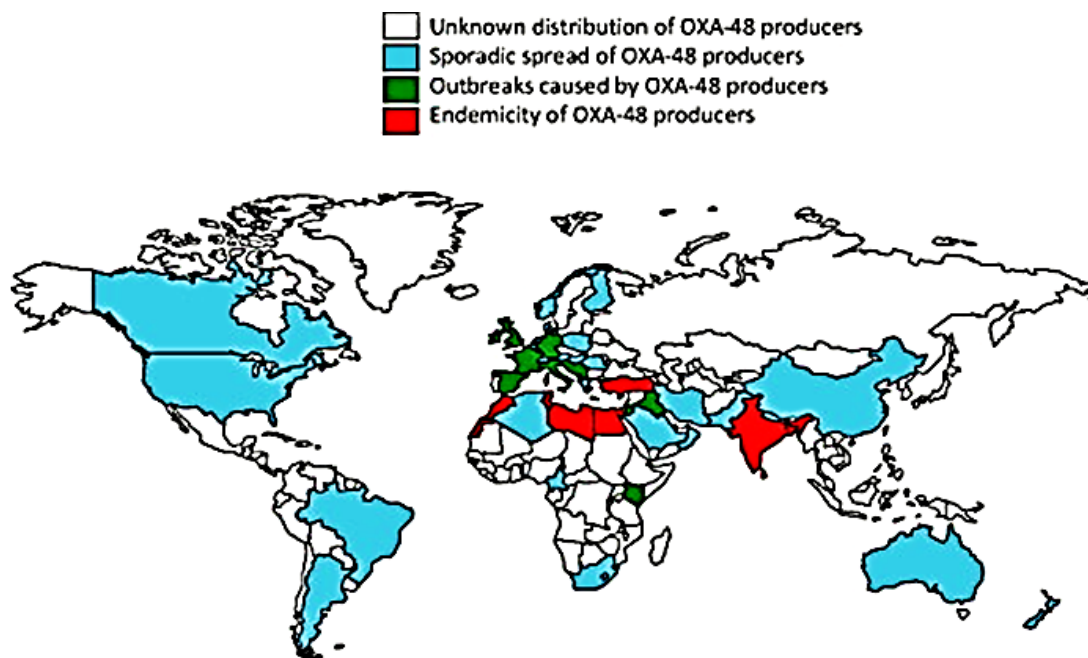 Unknown distribution of OXA-48 producers
Sporadic spread of OXA-48 producers
Outbreaks caused by OXA-48 producers
Endemicity of OXA-48 producers